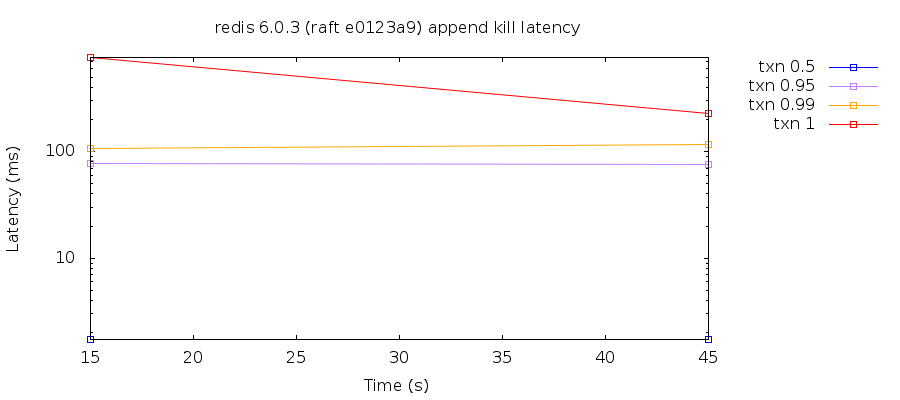 redis 6.0.3 (raft e0123a9) append kill latency
txn 0.5
txn 0.95
txn 0.99
txn 1
Latency (ms)
100
10
15 20 25 30 35 40 45
Time (s)